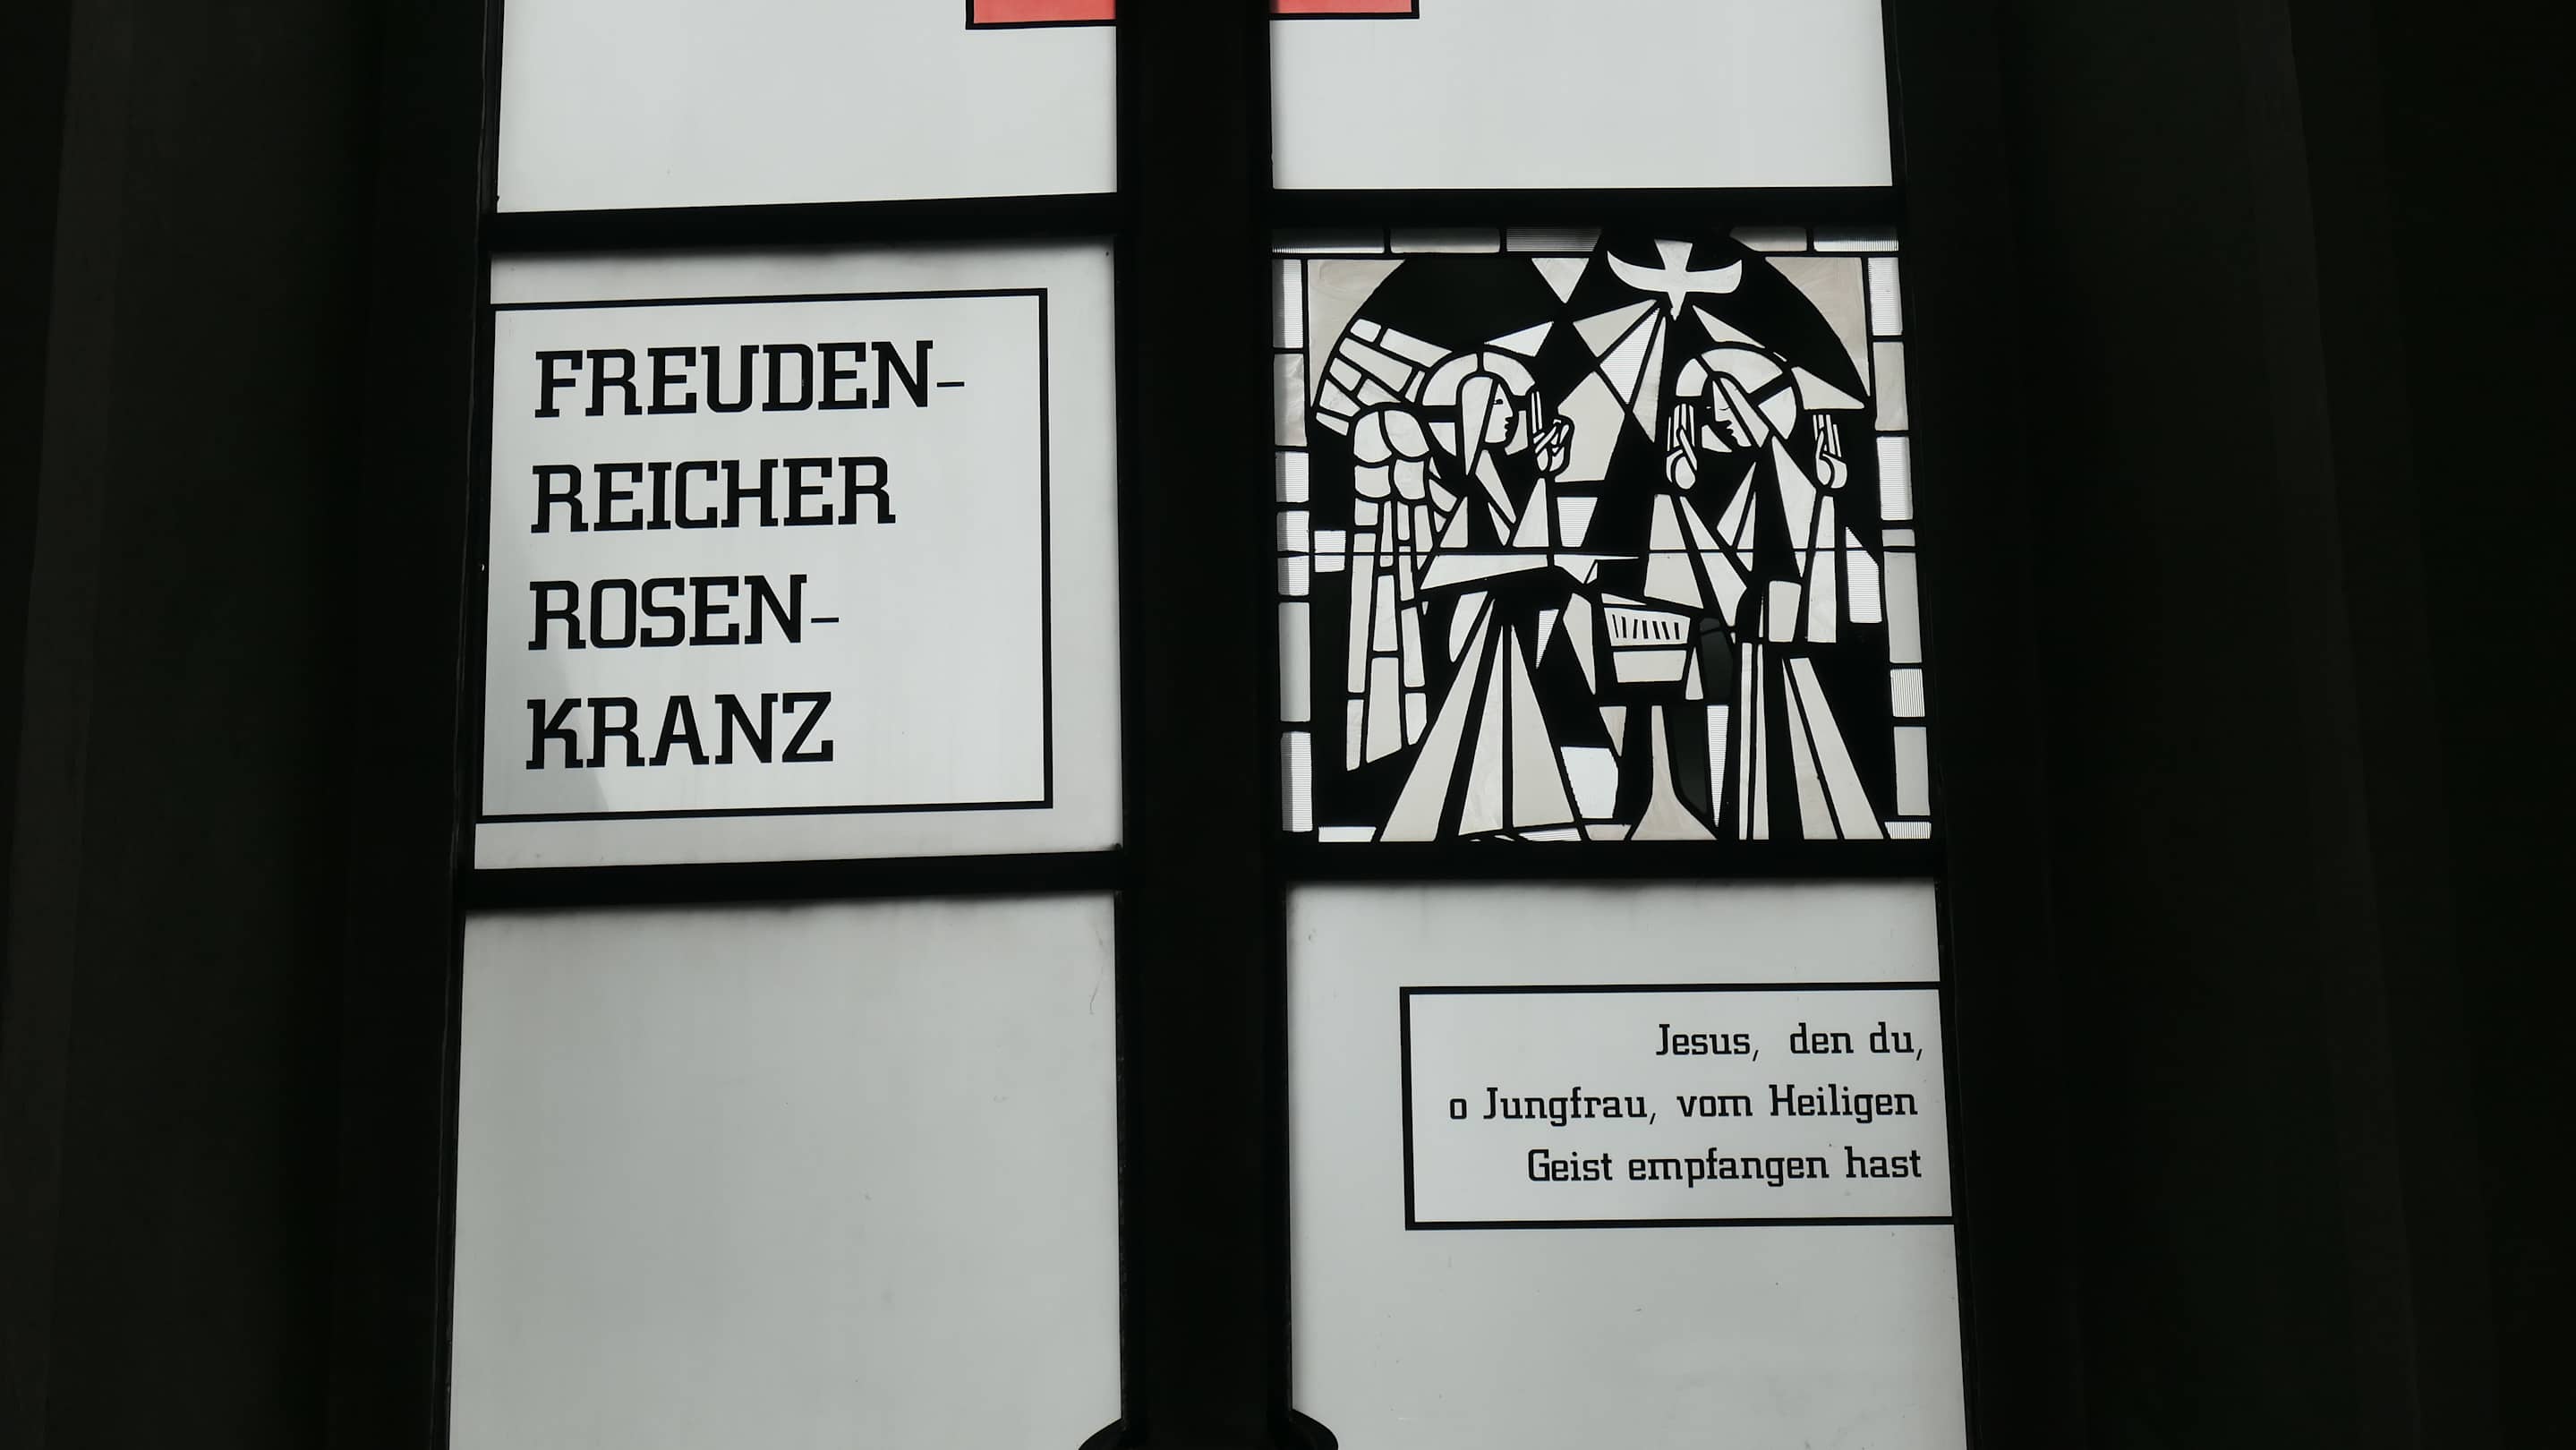 FREUDEN-
REICHER
ROSEN-
KRANZ
Jesus, den du,
o Jungfrau, vom Heiligen
Geist empfangen hast